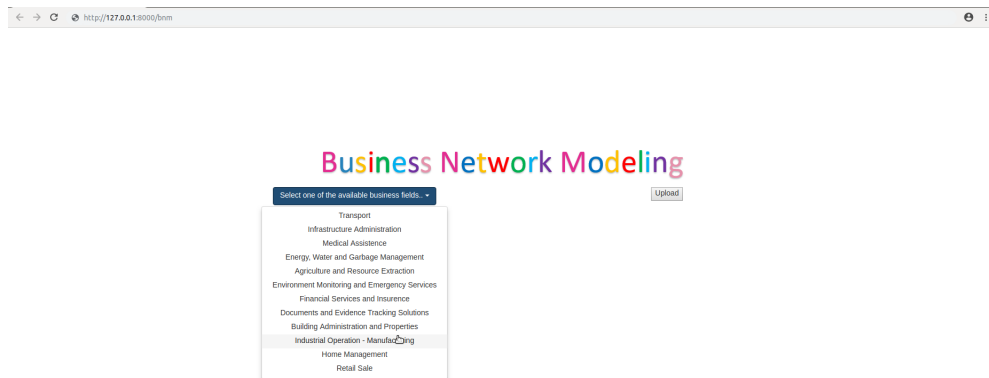 http://127.0.0.1:8000/bnm
Business Network Modeling
Select one of the available business fields..
Upload
Transport
Infrastructure Administration
Medical Assistence
Energy, Water and Garbage Management
Agriculture and Resource Extraction
Environment Monitoring and Emergency Services
Financial Services and Insurence
Documents and Evidence Tracking Solutions
Building Administration and Properties
Industrial Operation - Manufacturing
Home Management
Retail Sale